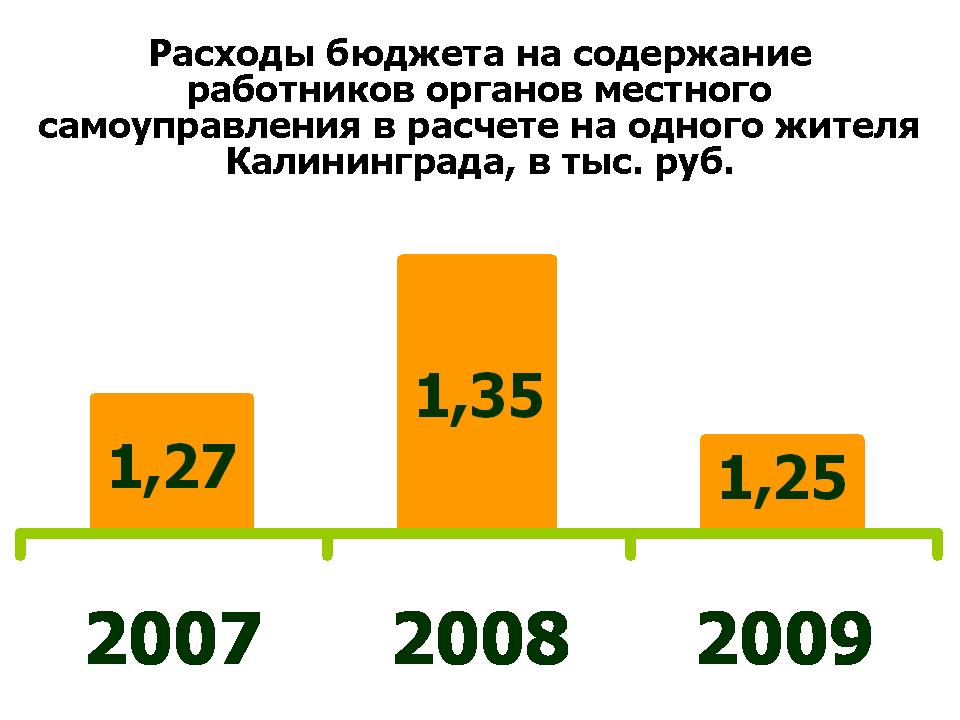 Расходы бюджета на содержание
работников органов местного
самоуправления в расчете на одного жителя
Калининграда, в тыс. руб.
1,27
1,35
1,25
2007
2008
2009